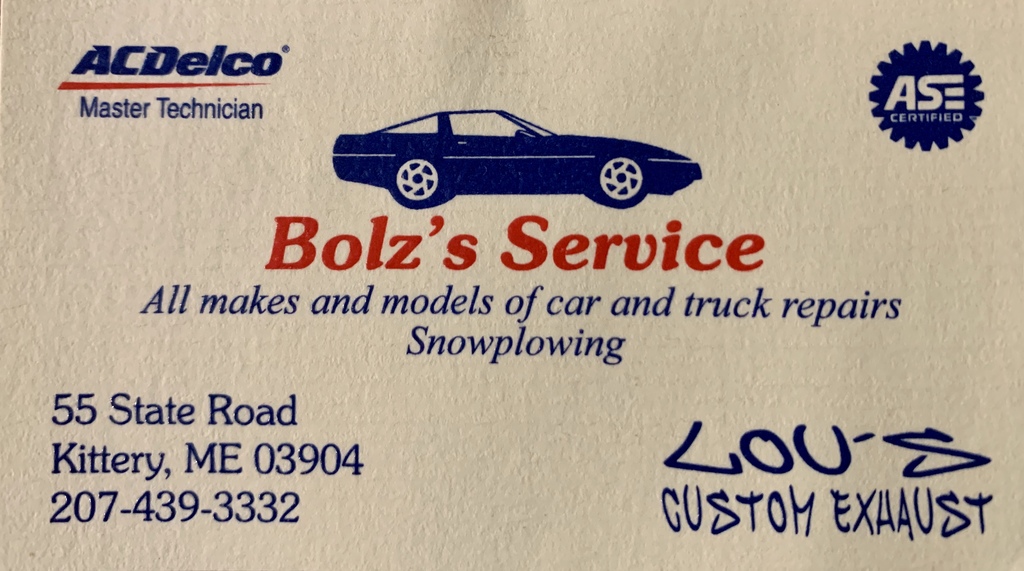 ACDelco®
Master Technician
ASE
CERTIFIED
Bolz's Service
All makes and models of car and truck repairs
Snowplowing
55 State Road
Kittery, ME 03904
207-439-3332
LOU'S
CUSTOM EXHAUST